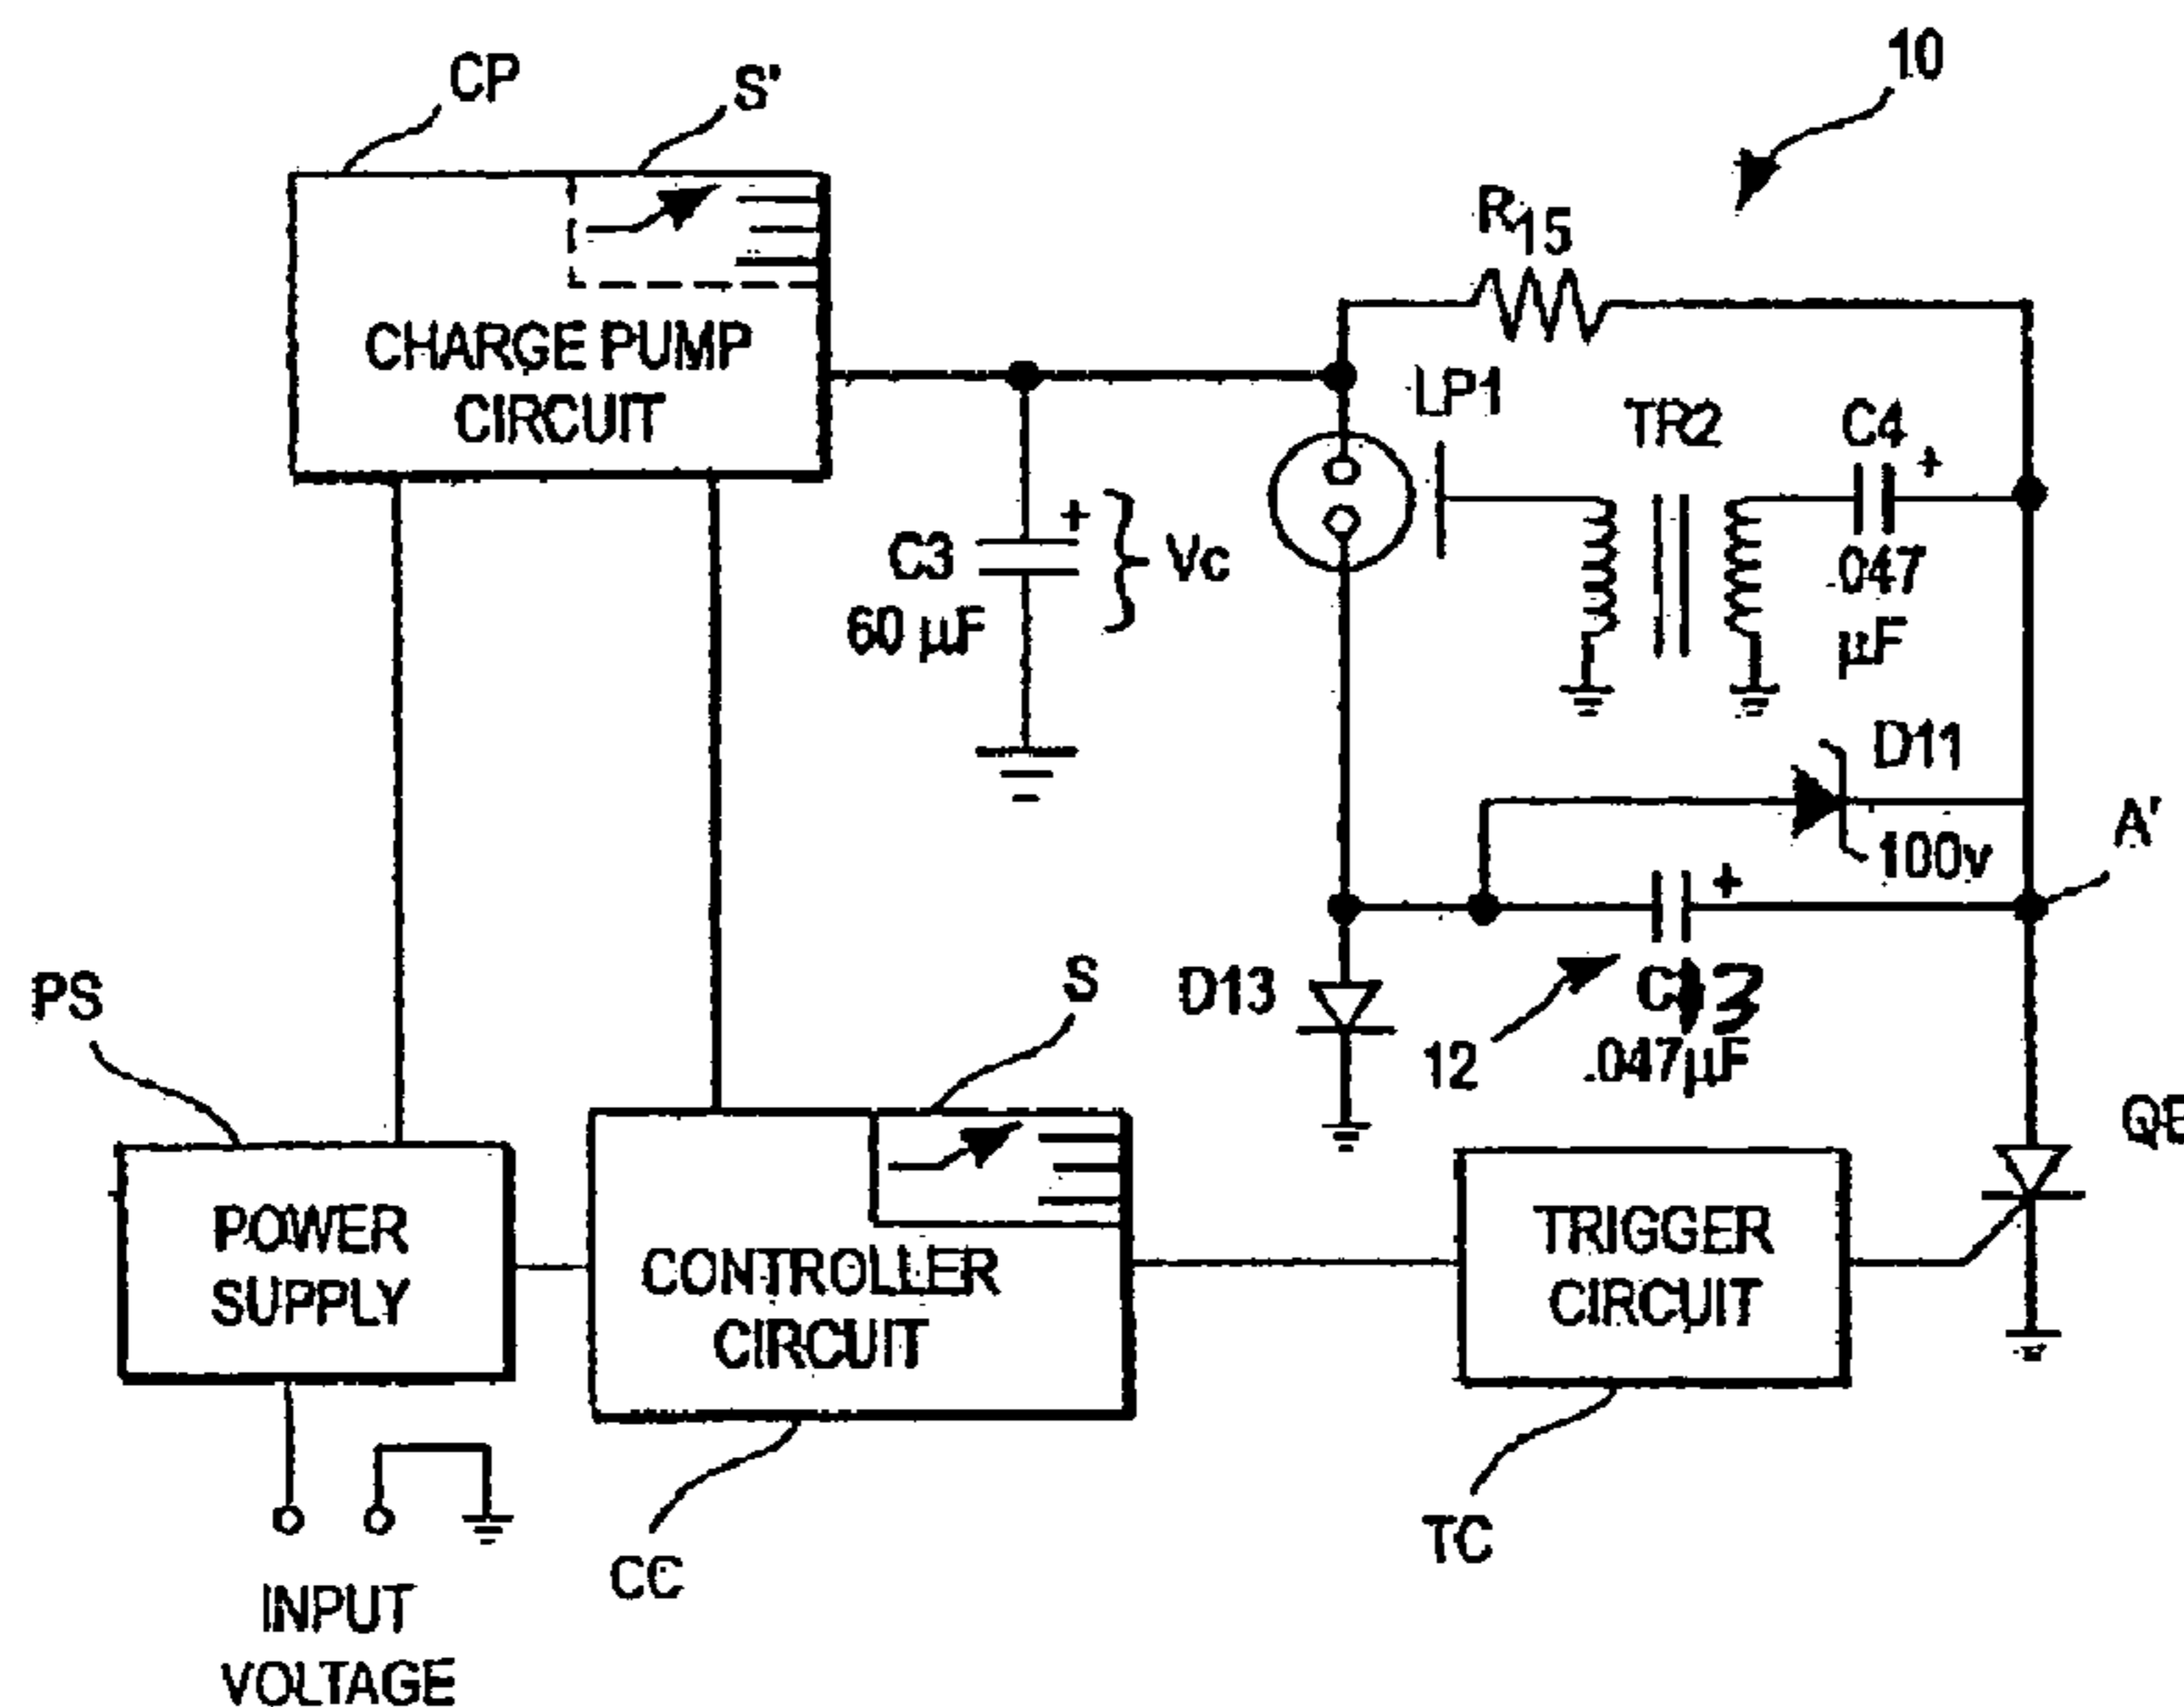 CP
S'
10
R15
CHARGE PUMP
CIRCUIT
LP1
TR2
C4
+
.047
µF
C3
+
Vc
60 µF
D11
100v
A'
+
PS
S
D13
12
.047µF
POWER
SUPPLY
CONTROLLER
CIRCUIT
TRIGGER
CIRCUIT
CC
TC
INPUT
VOLTAGE